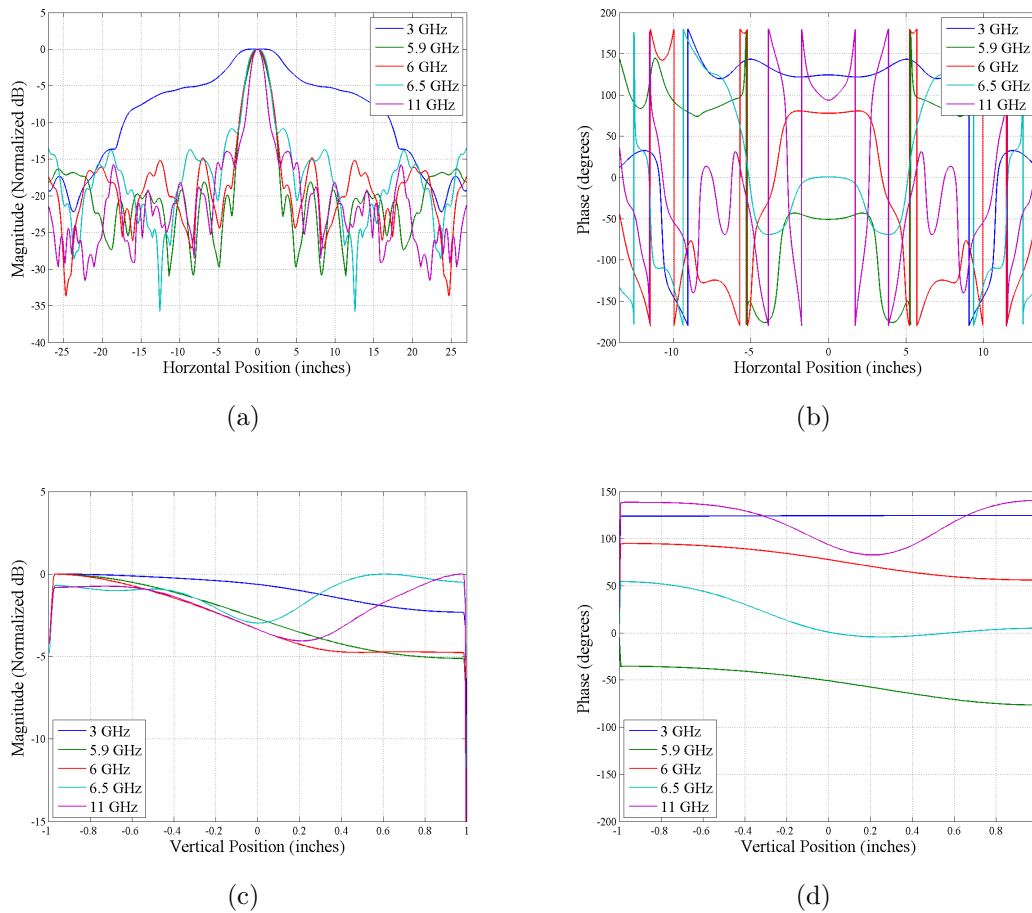 5
0
-5
-10
-15
-20
-25
-30
-35
-40
-25 -20 -15 -10 -5 0 5 10 15 20 25
Magnitude (Normalized dB)
Horzontal Position (inches)
3 GHz
5.9 GHz
6 GHz
6.5 GHz
11 GHz
(a)
200
150
100
50
0
-50
-100
-150
-200
-10 -5 0 5 10
Phase (degrees)
Horzontal Position (inches)
3 GHz
5.9 GHz
6 GHz
6.5 GHz
11 GHz
(b)
5
0
-5
-10
-15
-1 -0.8 -0.6 -0.4 -0.2 0 0.2 0.4 0.6 0.8 1
Magnitude (Normalized dB)
Vertical Position (inches)
3 GHz
5.9 GHz
6 GHz
6.5 GHz
11 GHz
(c)
150
100
50
0
-50
-100
-150
-200
-1 -0.8 -0.6 -0.4 -0.2 0 0.2 0.4 0.6 0.8
Phase (degrees)
Vertical Position (inches)
3 GHz
5.9 GHz
6 GHz
6.5 GHz
11 GHz
(d)